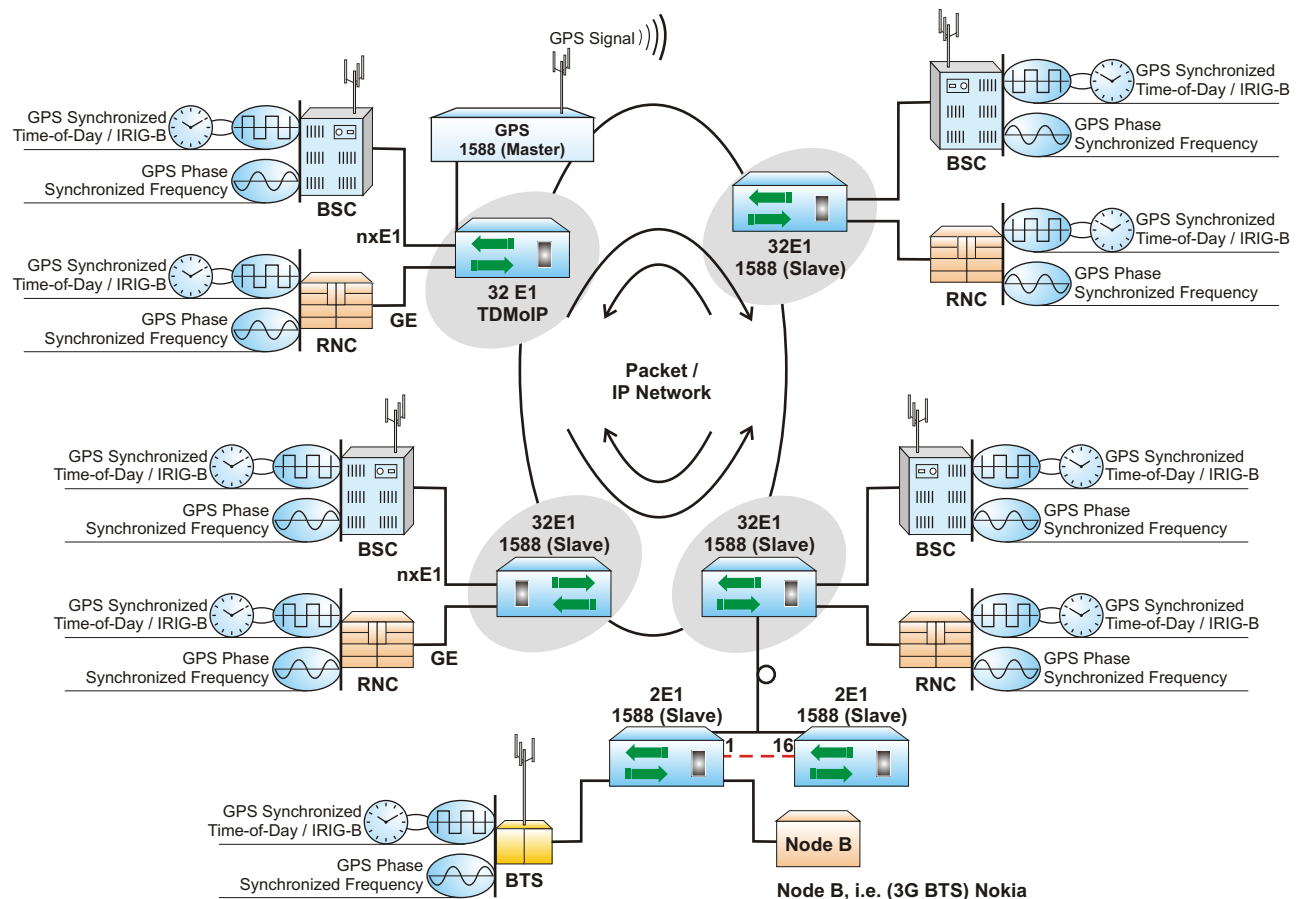 GPS Signal
GPS Synchronized
Time-of-Day / IRIG-B
GPS Phase
Synchronized Frequency
BSC
GPS
1588 (Master)
nxE1
GPS Synchronized
Time-of-Day / IRIG-B
GPS Phase
Synchronized Frequency
RNC
GE
32 E1
TDMoIP
GPS Synchronized
Time-of-Day / IRIG-B
GPS Phase
Synchronized Frequency
BSC
32E1
1588 (Slave)
GPS Synchronized
Time-of-Day / IRIG-B
GPS Phase
Synchronized Frequency
RNC
Packet /
IP Network
GPS Synchronized
Time-of-Day / IRIG-B
GPS Phase
Synchronized Frequency
BSC
nxE1
32E1
1588 (Slave)
GPS Synchronized
Time-of-Day / IRIG-B
GPS Phase
Synchronized Frequency
RNC
GE
32E1
1588 (Slave)
GPS Synchronized
Time-of-Day / IRIG-B
GPS Phase
Synchronized Frequency
BSC
GPS Synchronized
Time-of-Day / IRIG-B
GPS Phase
Synchronized Frequency
RNC
2E1
1588 (Slave)
2E1
1588 (Slave)
1
16
GPS Synchronized
Time-of-Day / IRIG-B
GPS Phase
Synchronized Frequency
BTS
Node B
Node B, i.e. (3G BTS) Nokia